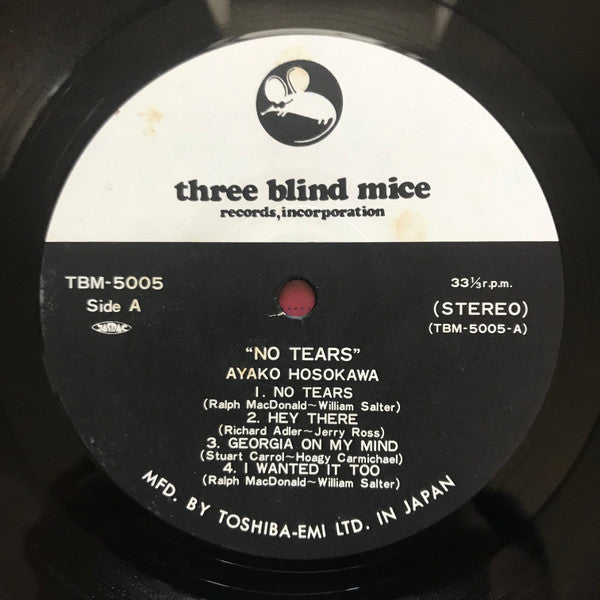 three blind mice
records, incorporation
TBM-5005
Side A
JASRAC
33⅓r.p.m.
(STEREO)
(TBM-5005-A)
"NO TEARS"
AYAKO HOSOKAWA
1. NO TEARS
(Ralph MacDonald~William Salter)
2. HEY THERE
(Richard Adler~Jerry Ross)
3. GEORGIA ON MY MIND
(Stuart Carrol~Hoagy Carmichael)
4. I WANTED IT TOO
(Ralph MacDonald~William Salter)
MFD. BY TOSHIBA-EMI LTD. IN JAPAN